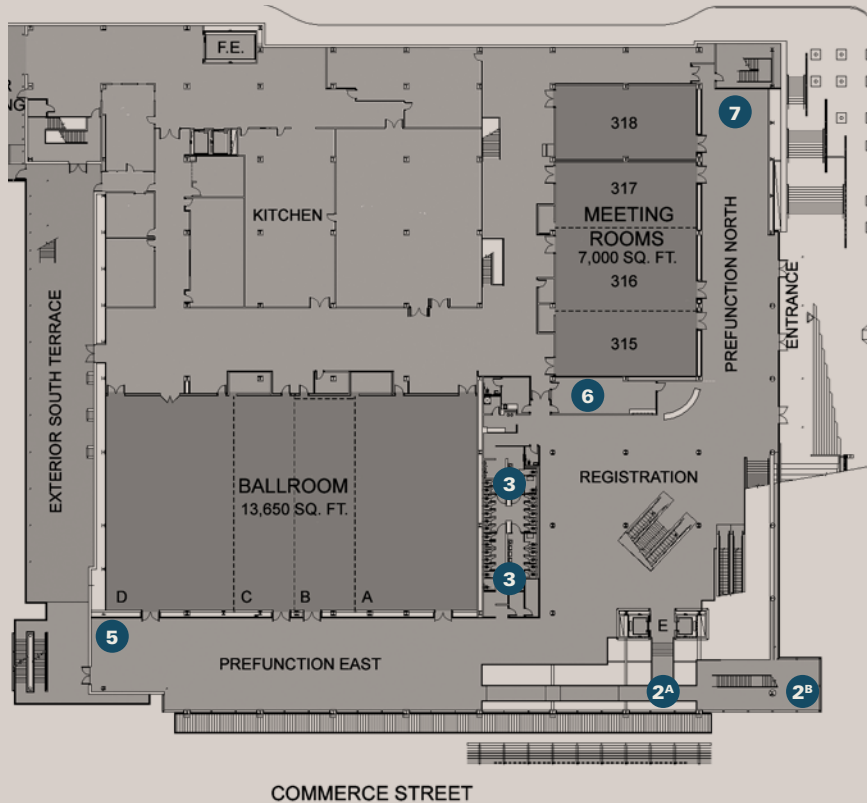 F.E.
R
NG
318
7
317
KITCHEN
MEETING
ROOMS
7,000 SQ. FT.
316
315
PREFUNCTION NORTH
ENTRANCE
EXTERIOR SOUTH TERRACE
6
BALLROOM
13,650 SQ. FT.
3
REGISTRATION
3
D
C
B
A
E
5
PREFUNCTION EAST
2A
2B
COMMERCE STREET